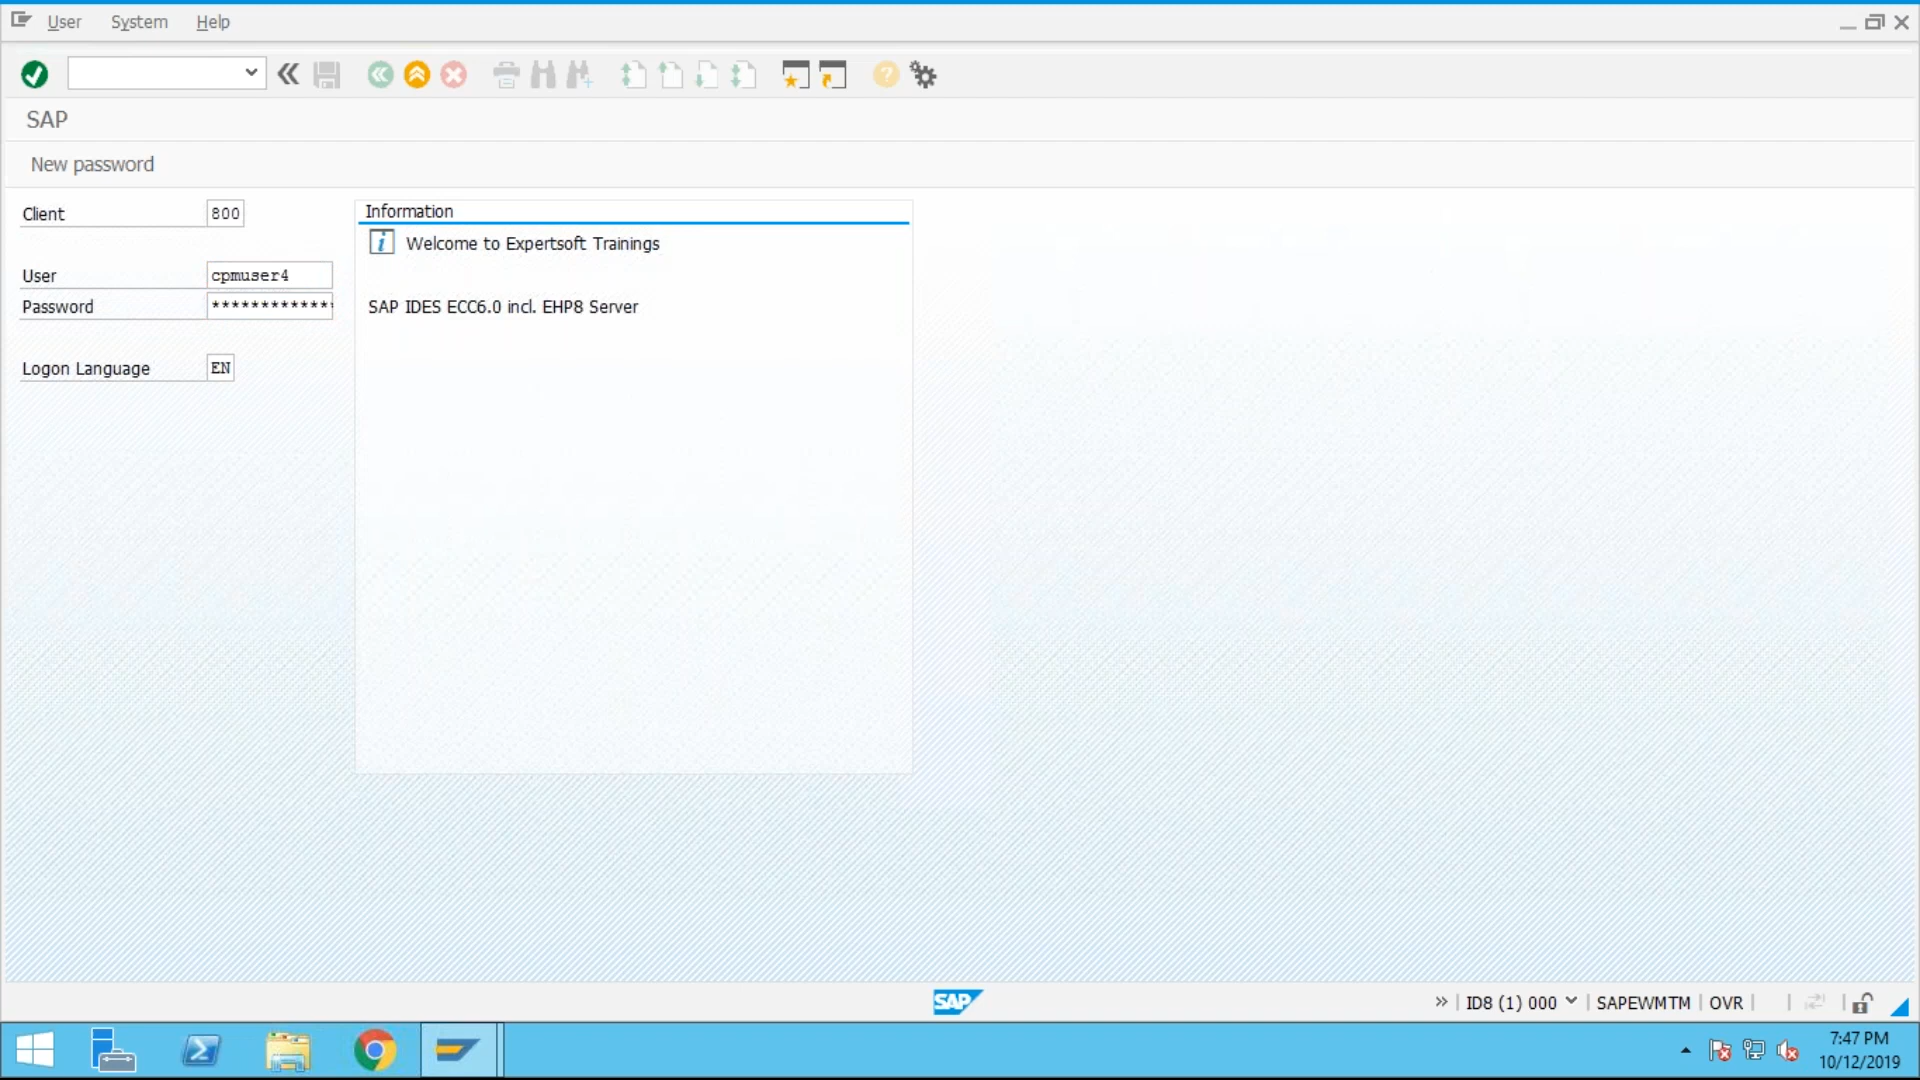 User System Help
SAP
New password
Client 800
User cpmuser4
Password *************
Logon Language EN
Information
i Welcome to Expertsoft Trainings
SAP IDES ECC6.0 incl. EHP8 Server
SAP
ID8 (1) 000 SAPEWMTM OVR
7:47 PM
10/12/2019